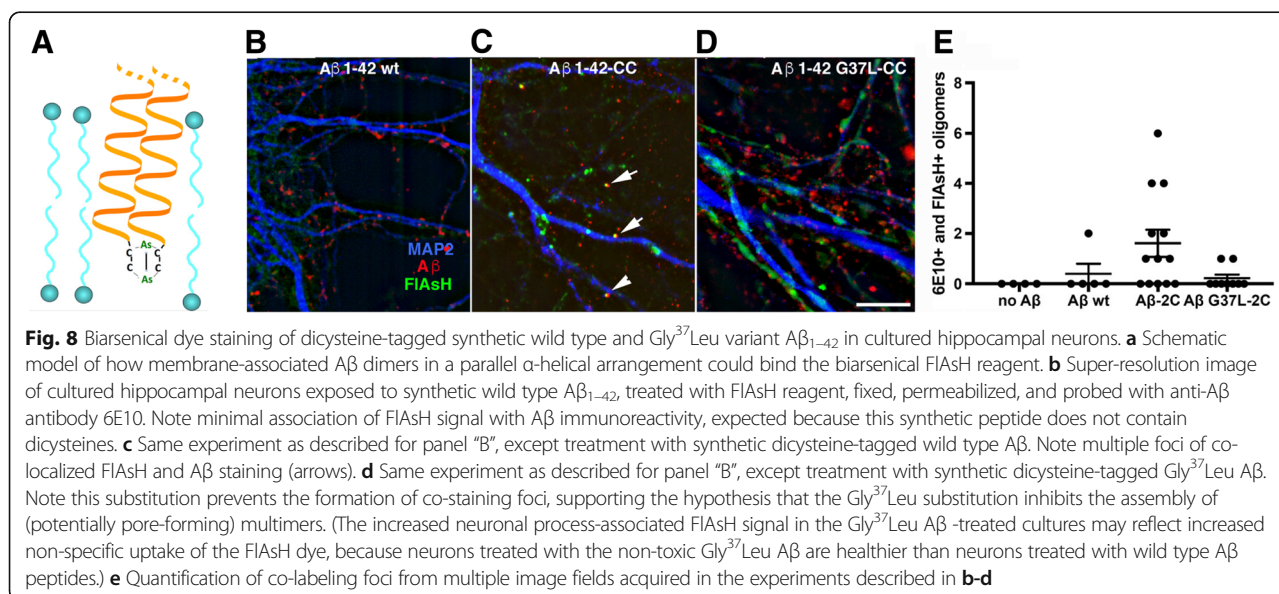 A
B
C
D
E
Aβ 1-42 wt
Aβ 1-42-CC
Aβ 1-42 G37L-CC
MAP2
Aβ
FlAsH
As
C
C
C
C
As
6E10+ and FlAsH+ oligomers
8
6
4
2
0
no Aβ
Aβ wt
Aβ-2C
Aβ G37L-2C
Fig. 8 Biarsenical dye staining of dicysteine-tagged synthetic wild type and Gly³⁷Leu variant Aβ₁₋₄₂ in cultured hippocampal neurons. a Schematic
model of how membrane-associated Aβ dimers in a parallel α-helical arrangement could bind the biarsenical FlAsH reagent. b Super-resolution image
of cultured hippocampal neurons exposed to synthetic wild type Aβ₁₋₄₂, treated with FlAsH reagent, fixed, permeabilized, and probed with anti-Aβ
antibody 6E10. Note minimal association of FlAsH signal with Aβ immunoreactivity, expected because this synthetic peptide does not contain
dicysteines. c Same experiment as described for panel “B”, except treatment with synthetic dicysteine-tagged wild type Aβ. Note multiple foci of co-
localized FlAsH and Aβ staining (arrows). d Same experiment as described for panel “B”, except treatment with synthetic dicysteine-tagged Gly³⁷Leu Aβ.
Note this substitution prevents the formation of co-staining foci, supporting the hypothesis that the Gly³⁷Leu substitution inhibits the assembly of
(potentially pore-forming) multimers. (The increased neuronal process-associated FlAsH signal in the Gly³⁷Leu Aβ -treated cultures may reflect increased
non-specific uptake of the FlAsH dye, because neurons treated with the non-toxic Gly³⁷Leu Aβ are healthier than neurons treated with wild type Aβ
peptides.) e Quantification of co-labeling foci from multiple image fields acquired in the experiments described in b-d